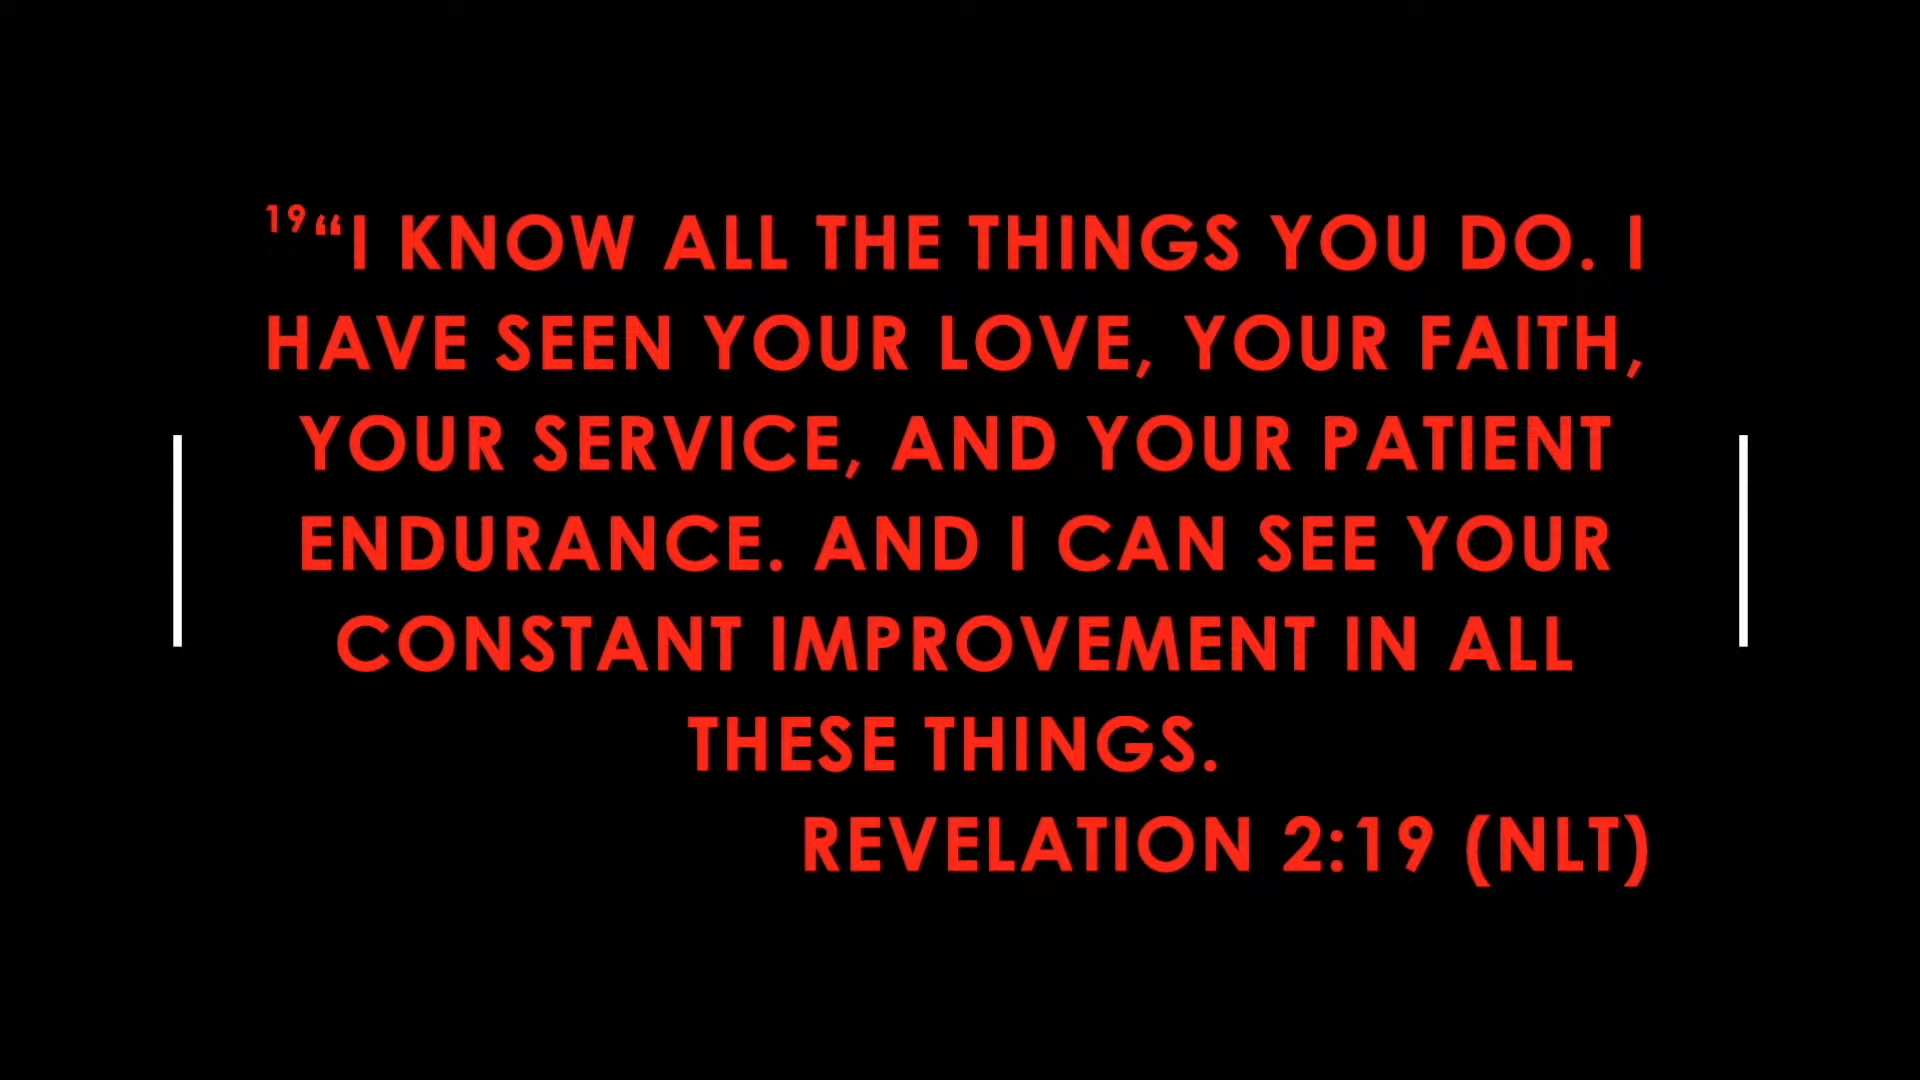 19“I KNOW ALL THE THINGS YOU DO. I
HAVE SEEN YOUR LOVE, YOUR FAITH,
YOUR SERVICE, AND YOUR PATIENT
ENDURANCE. AND I CAN SEE YOUR
CONSTANT IMPROVEMENT IN ALL
THESE THINGS.
REVELATION 2:19 (NLT)